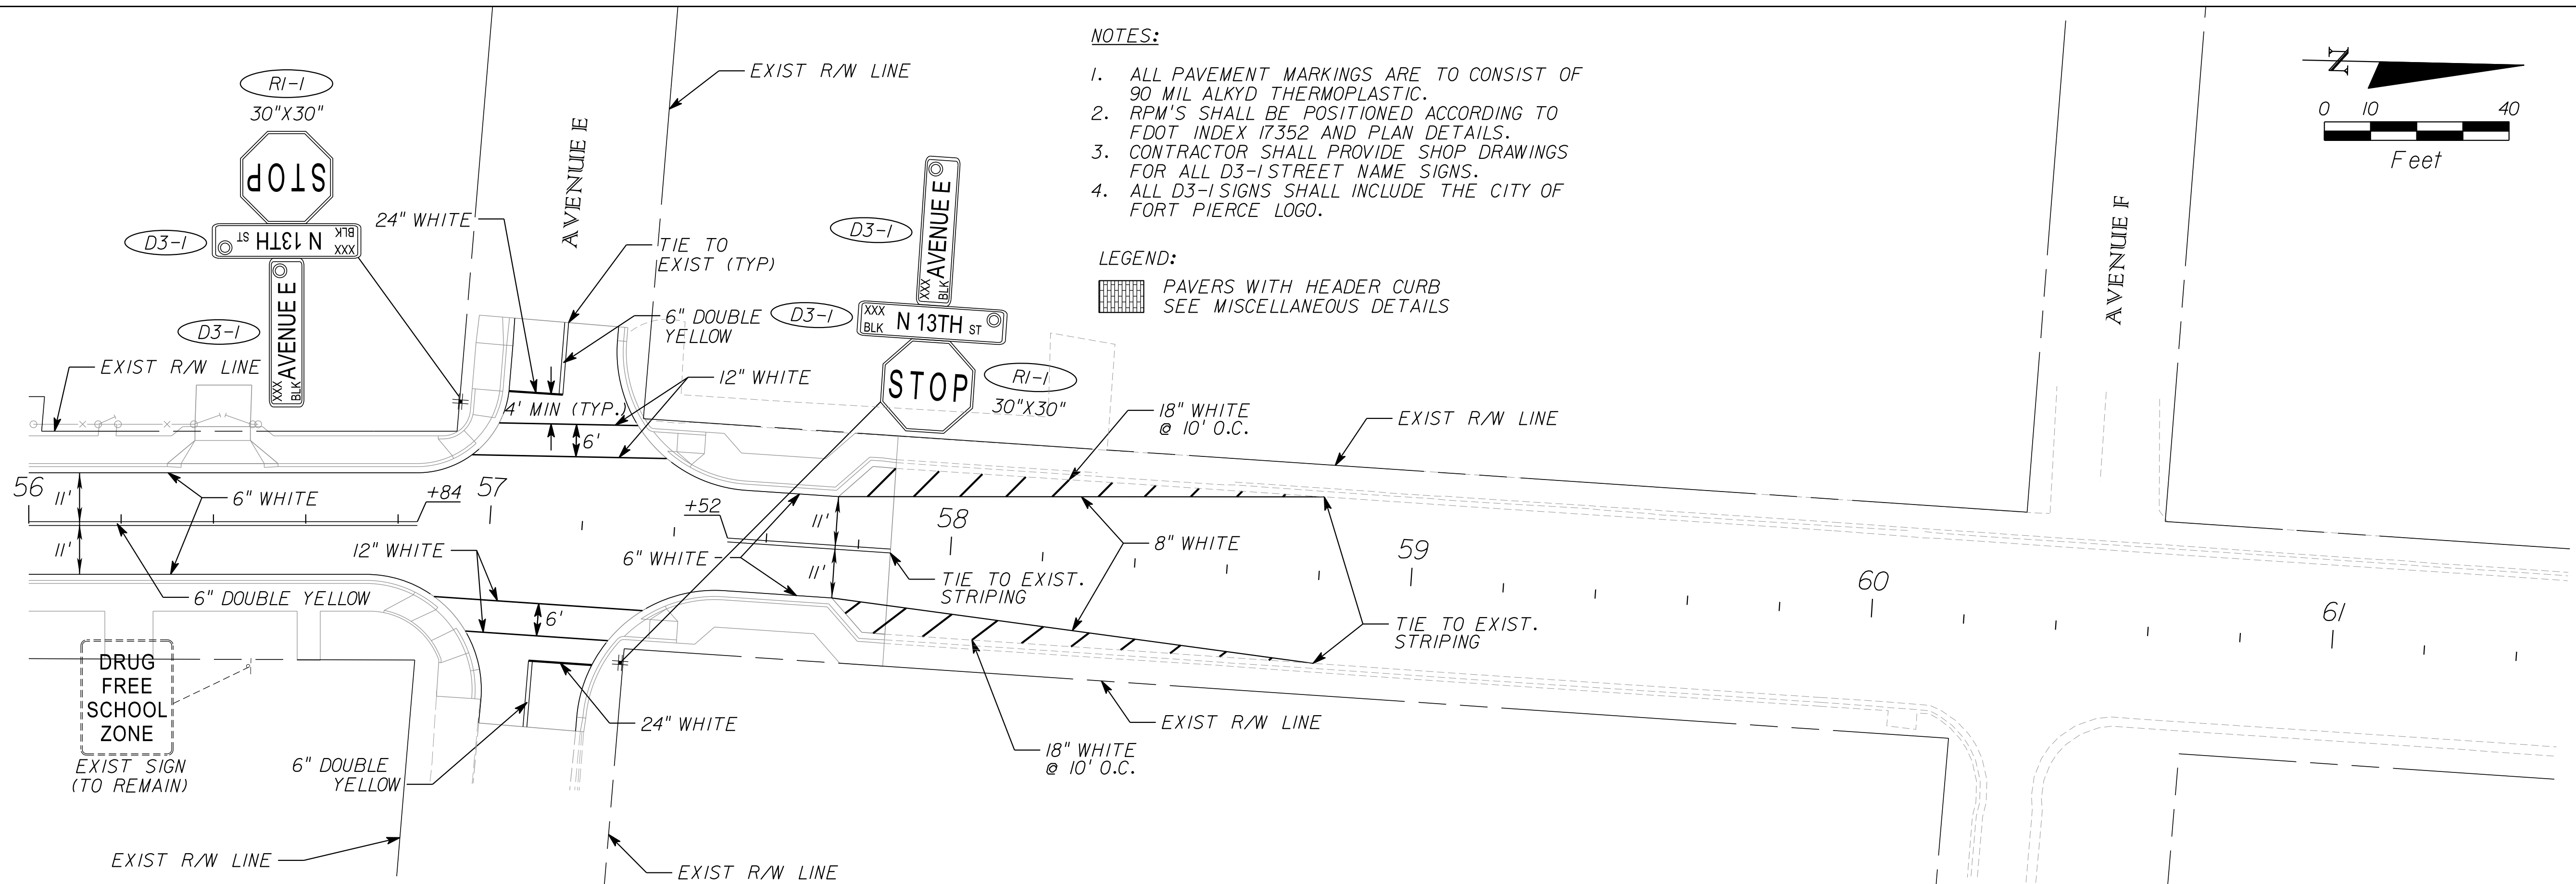 NOTES:
1. ALL PAVEMENT MARKINGS ARE TO CONSIST OF
90 MIL ALKYD THERMOPLASTIC.
2. RPM'S SHALL BE POSITIONED ACCORDING TO
FDOT INDEX 17352 AND PLAN DETAILS.
3. CONTRACTOR SHALL PROVIDE SHOP DRAWINGS
FOR ALL D3-1 STREET NAME SIGNS.
4. ALL D3-1 SIGNS SHALL INCLUDE THE CITY OF
FORT PIERCE LOGO.
LEGEND:
PAVERS WITH HEADER CURB
SEE MISCELLANEOUS DETAILS
N
0 10 40
Feet
R1-1
30"X30"
STOP
D3-1
XXX BLK N 13TH ST
D3-1
XXX BLK AVENUE E
EXIST R/W LINE
EXIST R/W LINE
AVENUE E
24" WHITE
TIE TO
EXIST (TYP)
6" DOUBLE
YELLOW
12" WHITE
4' MIN (TYP.)
6'
D3-1
XXX BLK AVENUE E
D3-1
XXX BLK N 13TH ST
STOP
R1-1
30"X30"
18" WHITE
@ 10' O.C.
EXIST R/W LINE
AVENUE F
56
11'
11'
6" WHITE
+84
57
+52
11'
11'
58
59
60
61
12" WHITE
6" WHITE
8" WHITE
6" DOUBLE YELLOW
6'
TIE TO EXIST.
STRIPING
TIE TO EXIST.
STRIPING
DRUG
FREE
SCHOOL
ZONE
EXIST SIGN
(TO REMAIN)
6" DOUBLE
YELLOW
24" WHITE
18" WHITE
@ 10' O.C.
EXIST R/W LINE
EXIST R/W LINE
EXIST R/W LINE